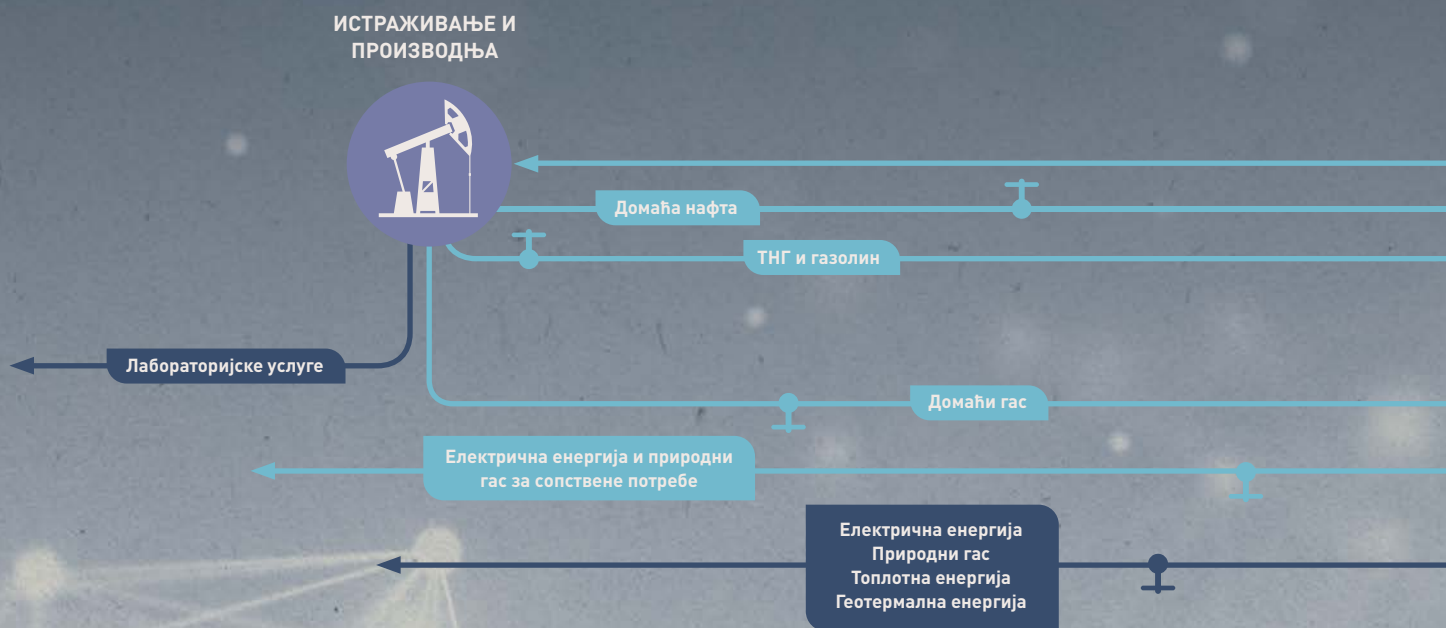 ИСТРАЖИВАЊЕ И
ПРОИЗВОДЊА
Домаћа нафта
ТНГ и газолин
Лабораторијске услуге
Домаћи гас
Електрична енергија и природни
гас за сопствене потребе
Електрична енергија
Природни гас
Топлотна енергија
Геотермална енергија